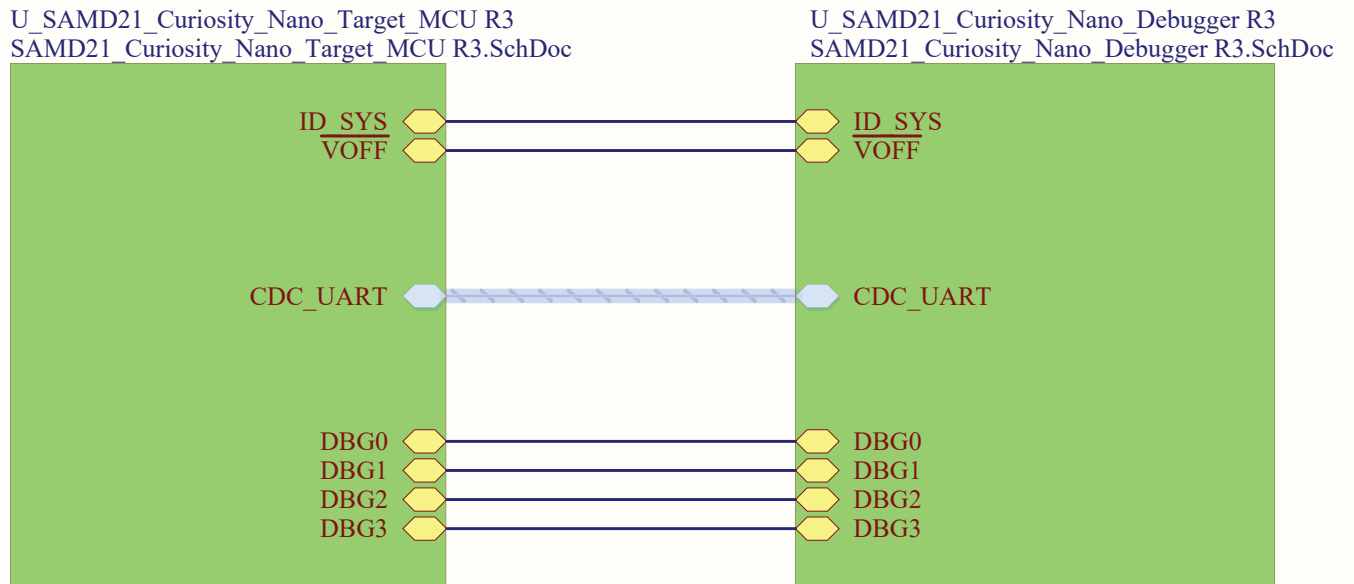 U_SAMD21_Curiosity_Nano_Target_MCU R3
SAMD21_Curiosity_Nano_Target_MCU R3.SchDoc
ID_SYS
VOFF
CDC_UART
DBG0
DBG1
DBG2
DBG3
U_SAMD21_Curiosity_Nano_Debugger R3
SAMD21_Curiosity_Nano_Debugger R3.SchDoc
ID_SYS
VOFF
CDC_UART
DBG0
DBG1
DBG2
DBG3